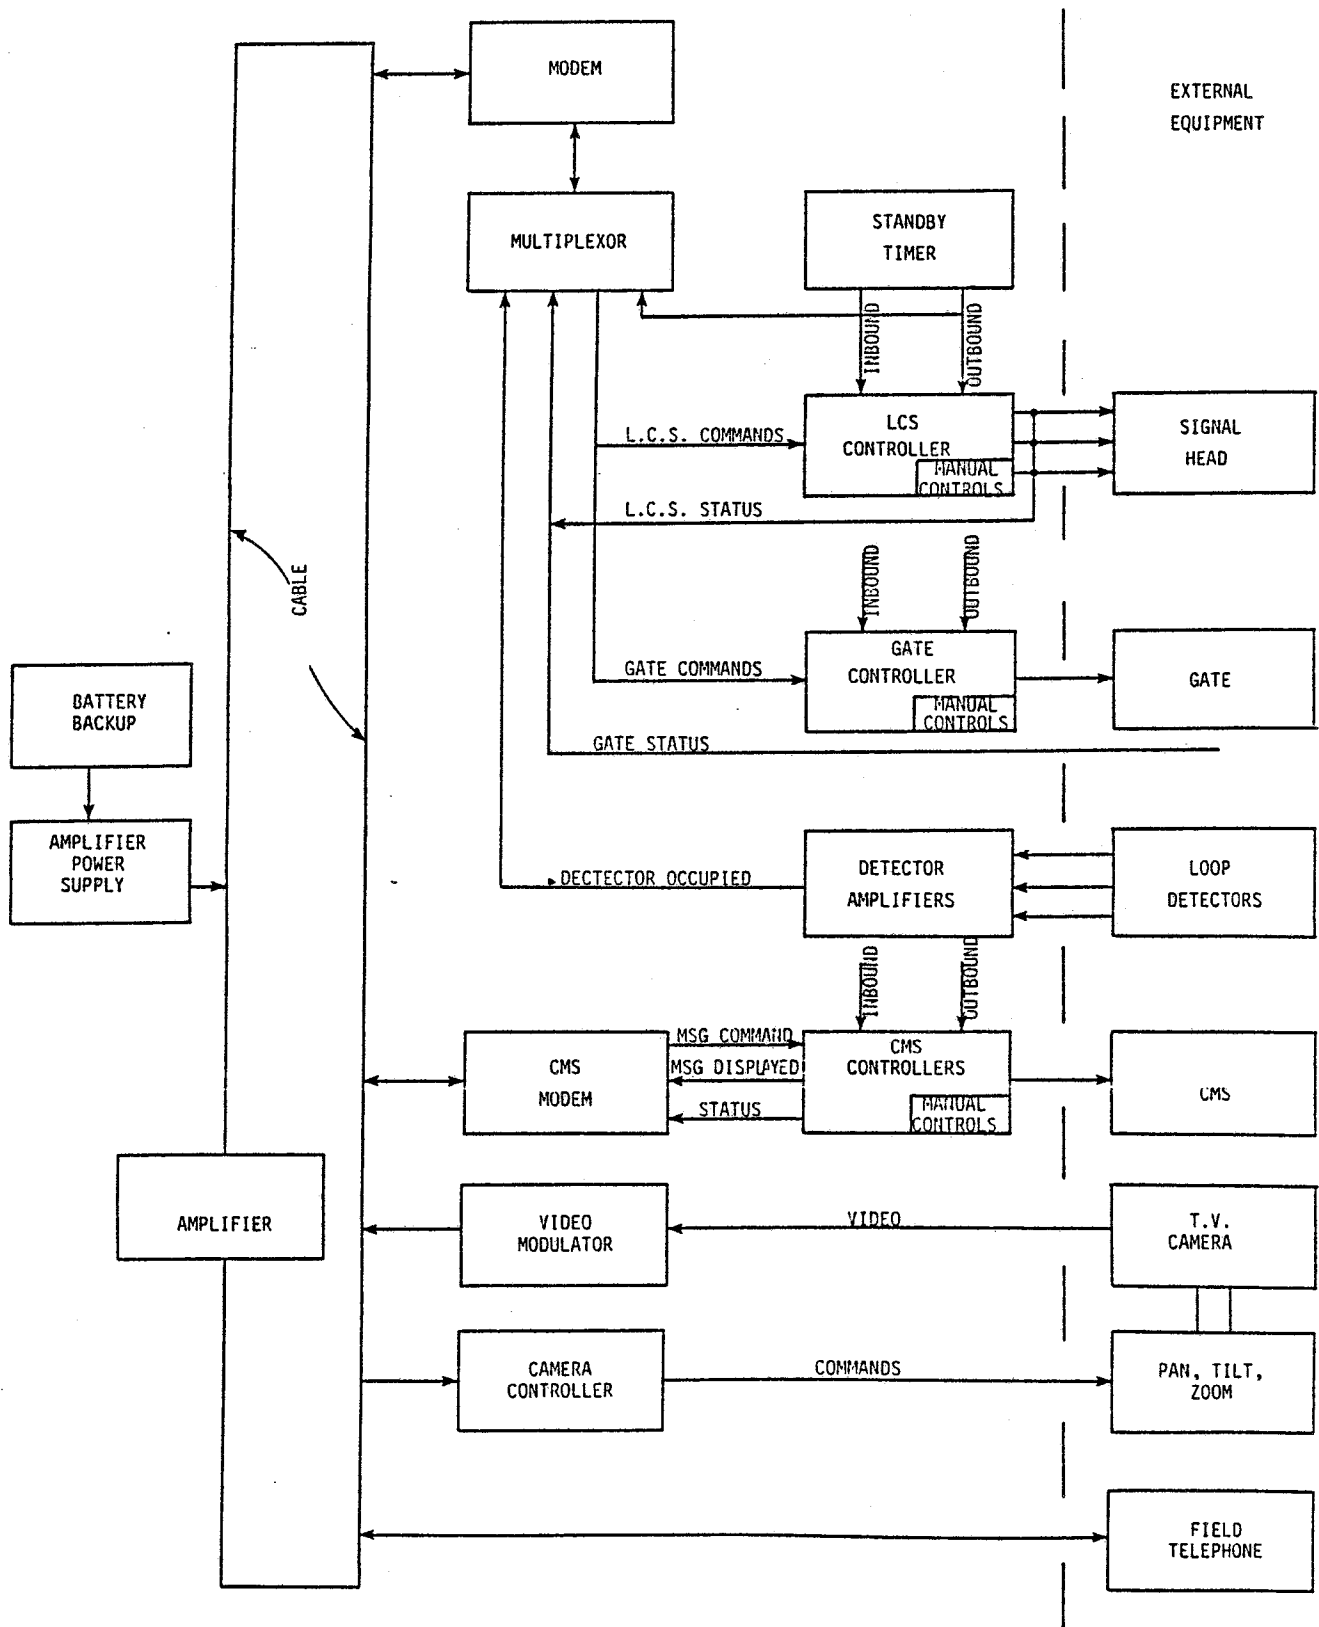 MODEM
EXTERNAL
EQUIPMENT
MULTIPLEXOR
STANDBY
TIMER
INBOUND
OUTBOUND
L.C.S. COMMANDS
LCS
CONTROLLER
MANUAL
CONTROLS
SIGNAL
HEAD
L.C.S. STATUS
CABLE
INBOUND
OUTBOUND
GATE COMMANDS
GATE
CONTROLLER
MANUAL
CONTROLS
GATE
GATE STATUS
BATTERY
BACKUP
AMPLIFIER
POWER
SUPPLY
DECTECTOR OCCUPIED
DETECTOR
AMPLIFIERS
LOOP
DETECTORS
INBOUND
OUTBOUND
CMS
MODEM
MSG COMMAND
MSG DISPLAYED
STATUS
CMS
CONTROLLERS
MANUAL
CONTROLS
CMS
AMPLIFIER
VIDEO
MODULATOR
VIDEO
T.V.
CAMERA
CAMERA
CONTROLLER
COMMANDS
PAN, TILT,
ZOOM
FIELD
TELEPHONE